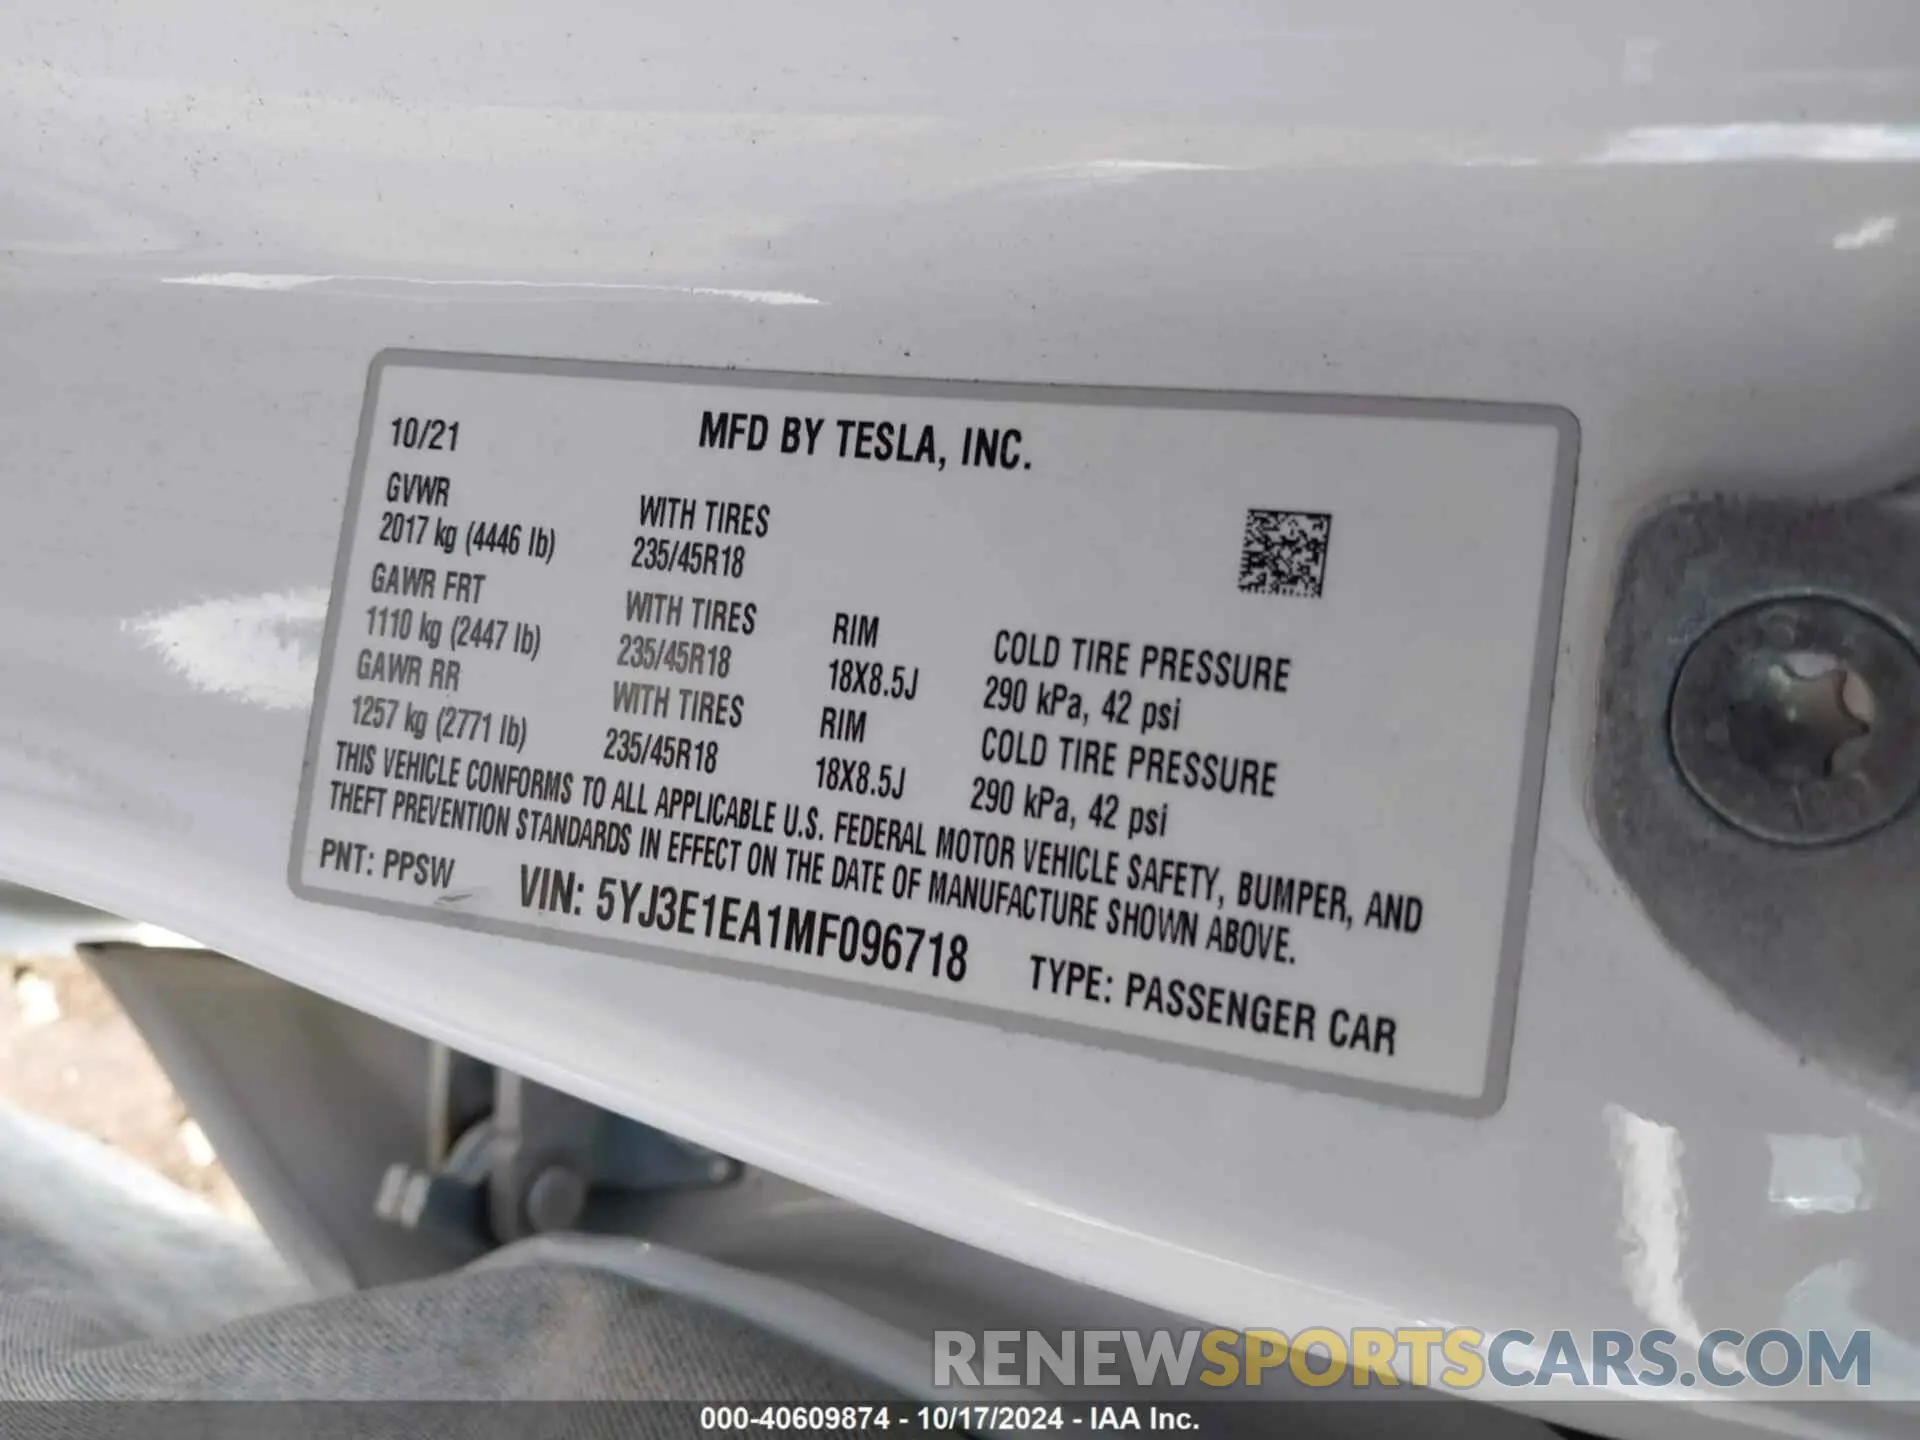 10/21
MFD BY TESLA, INC.
GVWR
2017 kg (4446 lb)
WITH TIRES
235/45R18
GAWR FRT
1110 kg (2447 lb)
WITH TIRES
235/45R18
RIM
18X8.5J
COLD TIRE PRESSURE
290 kPa, 42 psi
GAWR RR
1257 kg (2771 lb)
WITH TIRES
235/45R18
RIM
18X8.5J
COLD TIRE PRESSURE
290 kPa, 42 psi
THIS VEHICLE CONFORMS TO ALL APPLICABLE U.S. FEDERAL MOTOR VEHICLE SAFETY, BUMPER, AND
THEFT PREVENTION STANDARDS IN EFFECT ON THE DATE OF MANUFACTURE SHOWN ABOVE.
PNT: PPSW
VIN: 5YJ3E1EA1MF096718
TYPE: PASSENGER CAR
RENEWSPORTSCARS.COM
000-40609874 - 10/17/2024 - IAA Inc.